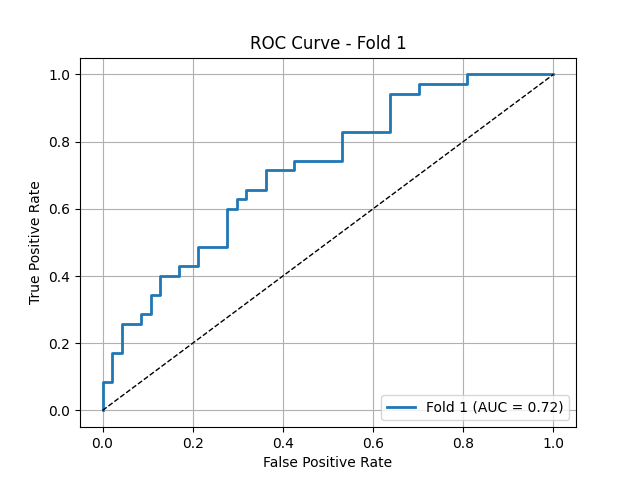 ROC Curve - Fold 1
True Positive Rate
1.0
0.8
0.6
0.4
0.2
0.0
Fold 1 (AUC = 0.72)
0.0 0.2 0.4 0.6 0.8 1.0
False Positive Rate